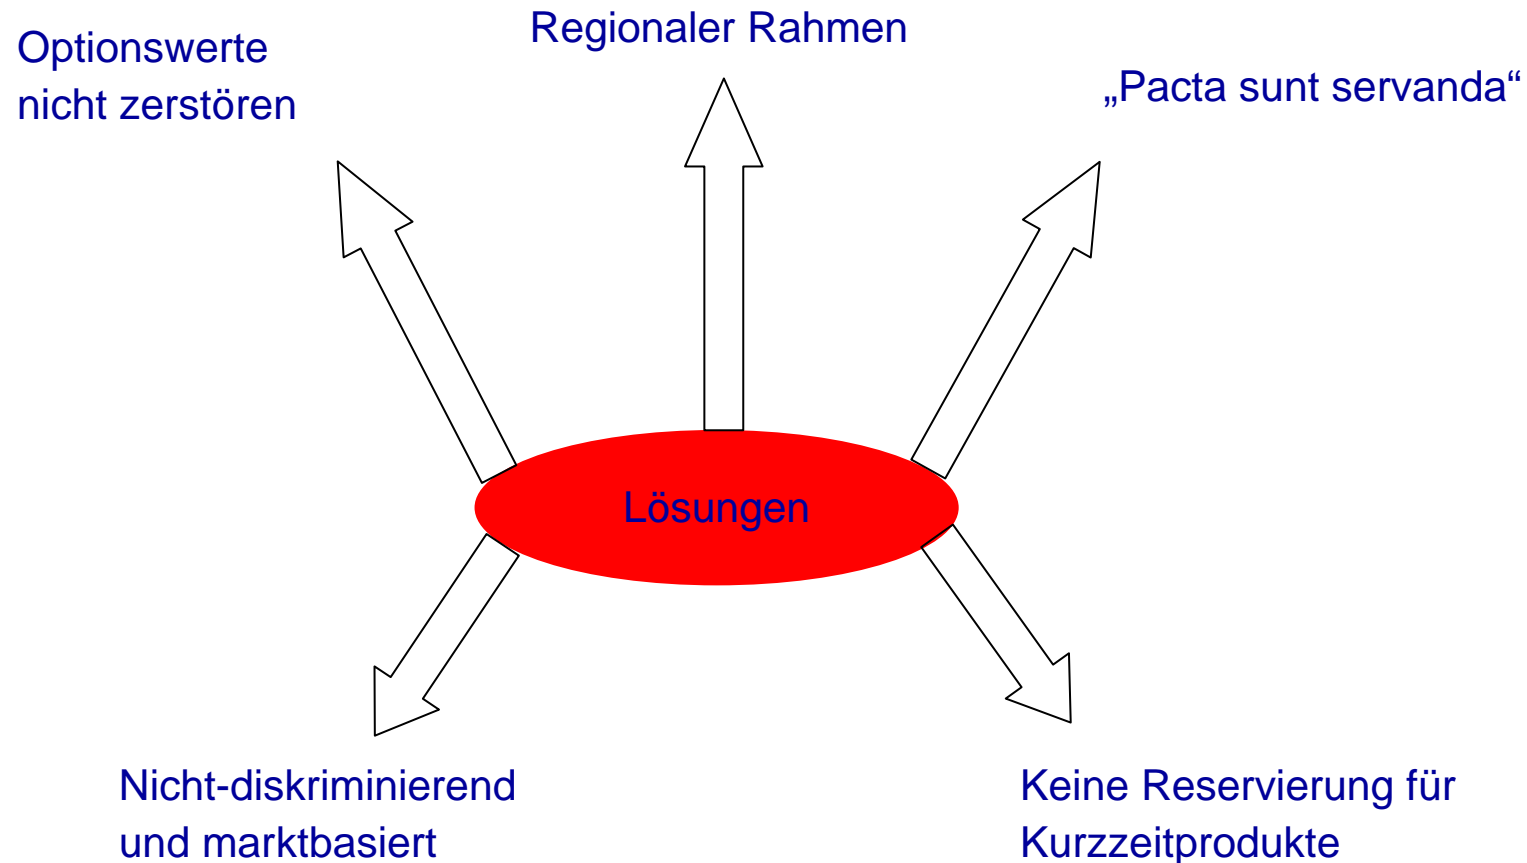 Regionaler Rahmen
Optionswerte
nicht zerstören
„Pacta sunt servanda“
Lösungen
Nicht-diskriminierend
und marktbasiert
Keine Reservierung für
Kurzzeitprodukte